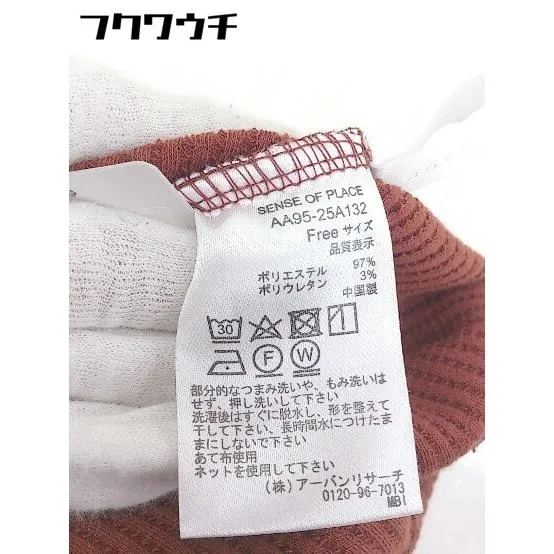 フクワウチ
SENSE OF PLACE
AA95-25A132
Free サイズ
品質表示
ポリエステル 97%
ポリウレタン 3%
中国製
30
F W
部分的なつまみ洗いや、もみ洗いは
せず、押し洗いして下さい
洗濯後はすぐに脱水し、形を整えて
干して下さい、長時間水につけたま
まにしないで下さい
あて布使用
ネットを使用して下さい
(株)アーバンリサーチ
0120-96-7013
MBI